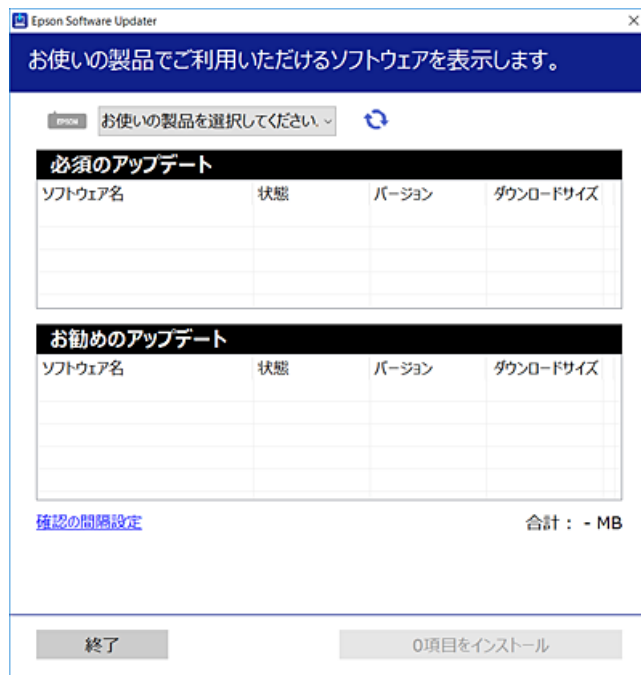 Epson Software Updater
お使いの製品でご利用いただけるソフトウェアを表示します。
EPSON お使いの製品を選択してください.
必須のアップデート
ソフトウェア名 状態 バージョン ダウンロードサイズ
お勧めのアップデート
ソフトウェア名 状態 バージョン ダウンロードサイズ
確認の間隔設定 合計： - MB
終了 0項目をインストール